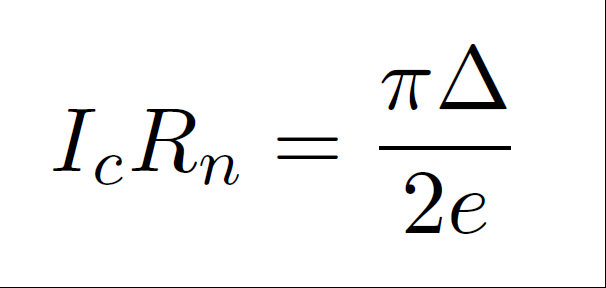 I_c R_n = \frac{\pi \Delta}{2e}